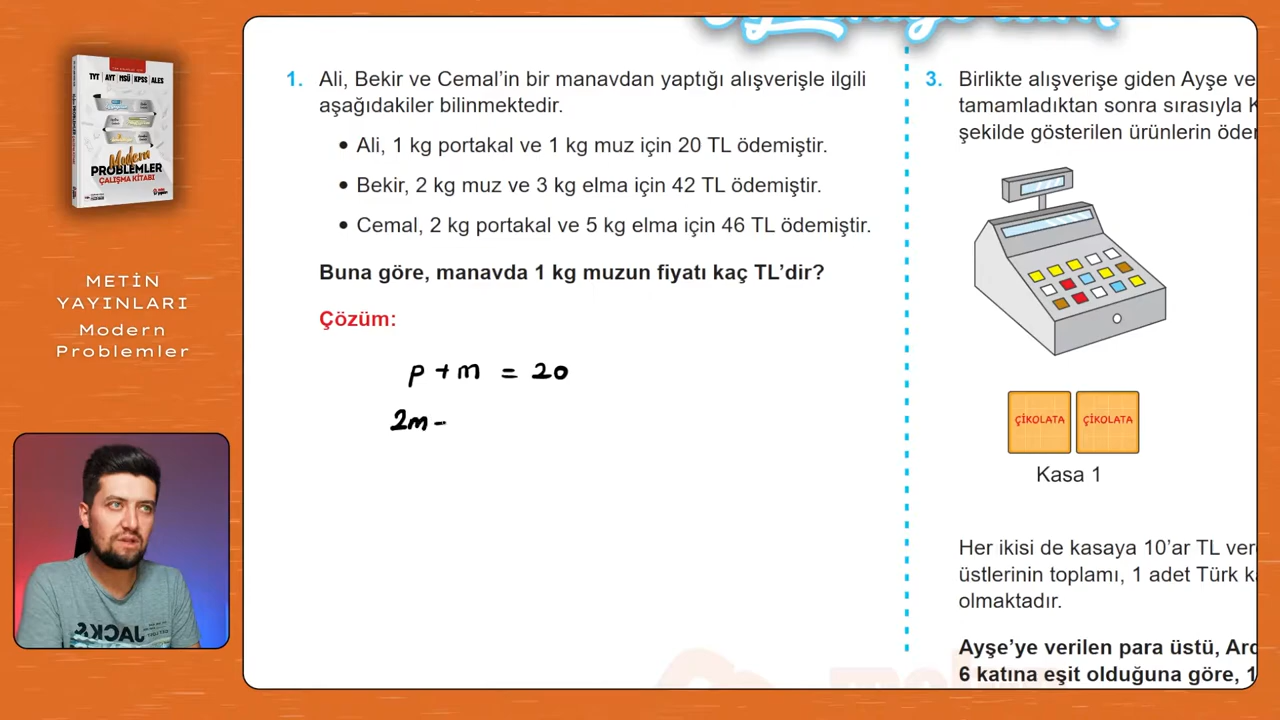 TYT | AYT | MSÜ | KPSS | ALES
Modern
PROBLEMLER
ÇALIŞMA KİTABI
METİN
YAYINLARI
Modern
Problemler
1. Ali, Bekir ve Cemal'in bir manavdan yaptığı alışverişle ilgili
aşağıdakiler bilinmektedir.
• Ali, 1 kg portakal ve 1 kg muz için 20 TL ödemiştir.
• Bekir, 2 kg muz ve 3 kg elma için 42 TL ödemiştir.
• Cemal, 2 kg portakal ve 5 kg elma için 46 TL ödemiştir.
Buna göre, manavda 1 kg muzun fiyatı kaç TL'dir?
Çözüm:
p + m = 20
2m -
3. Birlikte alışverişe giden Ayşe ve
tamamladıktan sonra sırasıyla K
şekilde gösterilen ürünlerin öde
ÇİKOLATA ÇİKOLATA
Kasa 1
Her ikisi de kasaya 10'ar TL ver
üstlerinin toplamı, 1 adet Türk k
olmaktadır.
Ayşe'ye verilen para üstü, Ar
6 katına eşit olduğuna göre, 1